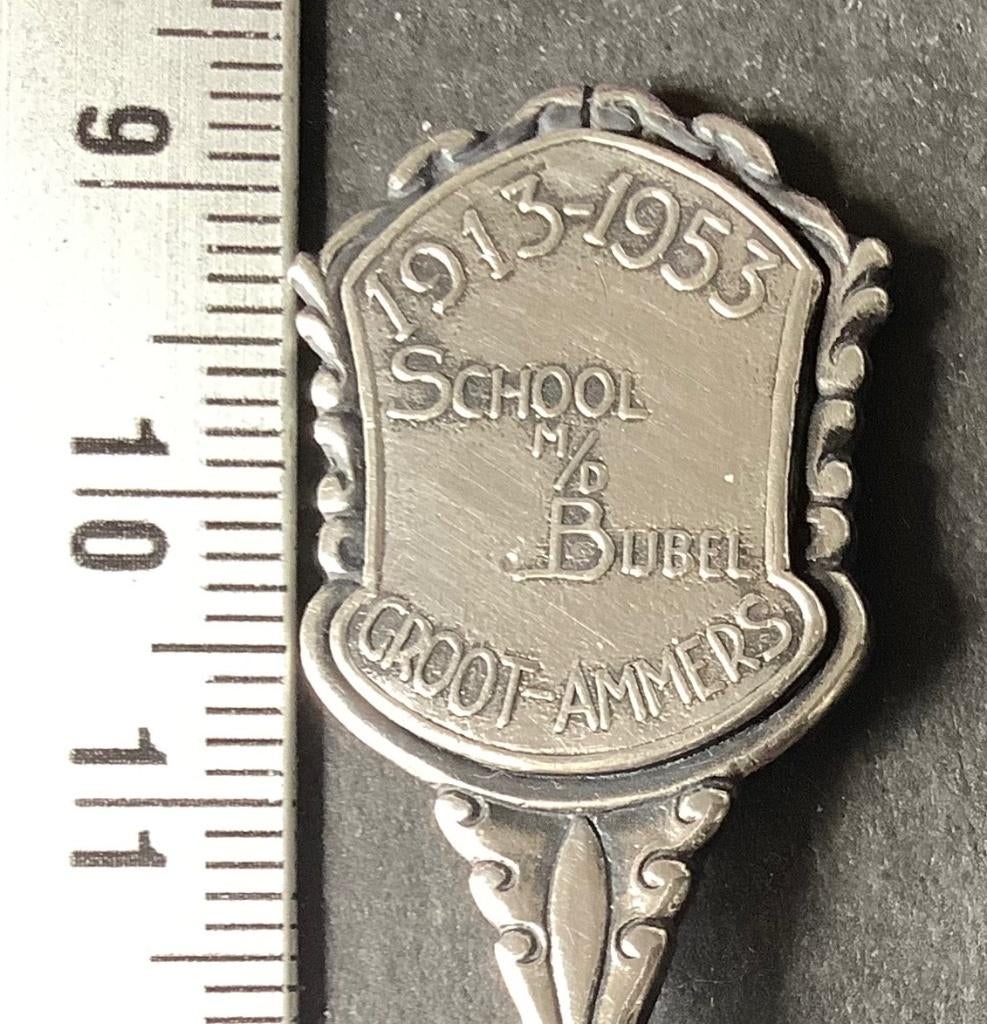 1913-1953
SCHOOL
M/D
BIJBEL
GROOT-AMMERS
9
10
11